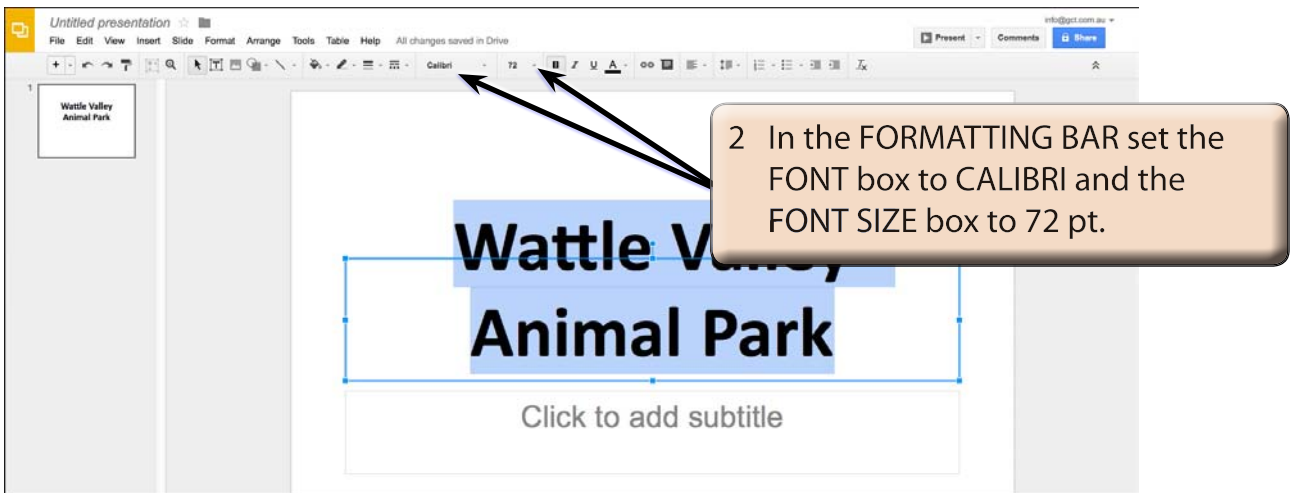 Untitled presentation
info@gct.com.au
File Edit View Insert Slide Format Arrange Tools Table Help All changes saved in Drive
Present Comments Share
Calibri 72 B I U A
1
Wattle Valley
Animal Park
2 In the FORMATTING BAR set the
FONT box to CALIBRI and the
FONT SIZE box to 72 pt.
Wattle Valley
Animal Park
Click to add subtitle